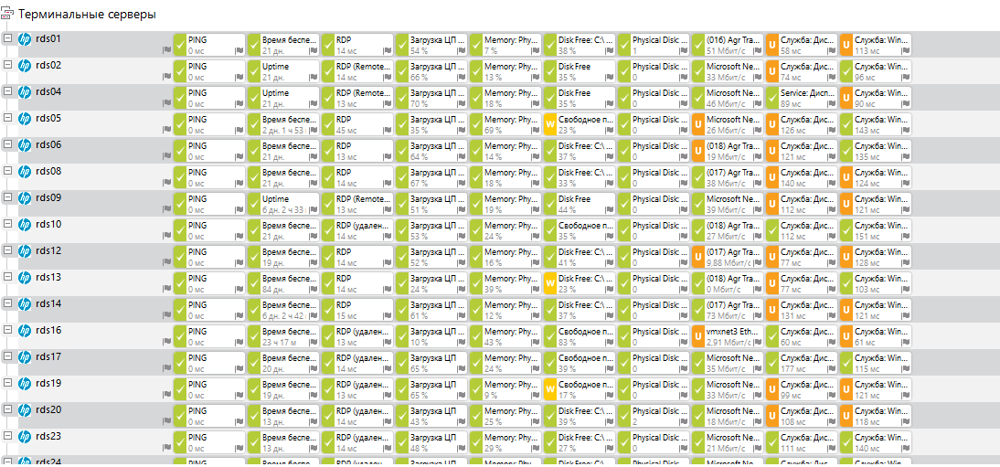 Терминальные серверы
rds01 PING Время беспе... RDP Загрузка ЦП ... Memory: Phy... Disk Free: C:\ ... Physical Disk: ... (016) Agr Tra... U Служба: Дис... U Служба: Win...
0 мс 21 дн. 14 мс 54 % 7 % 38 % 1 51 Мбит/с 58 мс 113 мс
rds02 PING Uptime RDP (Remote... Загрузка ЦП ... Memory: Phy... Disk Free Physical Disk: ... Microsoft Ne... U Служба: Дис... Служба: Win...
0 мс 21 дн. 14 мс 66 % 13 % 35 % 0 33 Мбит/с 74 мс 96 мс
rds04 PING Uptime RDP (Remote... Загрузка ЦП ... Memory: Phy... Disk Free Physical Disk: ... Microsoft Ne... Service: Дисп... U Служба: Win...
0 мс 21 дн. 13 мс 70 % 18 % 35 % 0 46 Мбит/с 89 мс 90 мс
rds05 PING Время беспе... RDP Загрузка ЦП ... Memory: Phy... W Свободное п... Physical Disk: ... U Microsoft Ne... U Служба: Дис... Служба: Win...
0 мс 2 дн. 1 ч 53 45 мс 35 % 69 % 23 % 0 26 Мбит/с 126 мс 143 мс
rds06 PING Время беспе... RDP Загрузка ЦП ... Memory: Phy... Disk Free: C:\ ... Physical Disk: ... U (018) Agr Tra... U Служба: Дис... Служба: Win...
0 мс 21 дн. 13 мс 64 % 14 % 37 % 0 19 Мбит/с 121 мс 135 мс
rds08 PING Время беспе... RDP Загрузка ЦП ... Memory: Phy... Disk Free: C:\ ... Physical Disk: ... (017) Agr Tra... U Служба: Дис... U Служба: Win...
0 мс 21 дн. 14 мс 67 % 18 % 33 % 0 38 Мбит/с 140 мс 124 мс
rds09 PING Uptime RDP (Remote... Загрузка ЦП ... Memory: Phy... Disk Free Physical Disk: ... Microsoft Ne... U Служба: Дис... U Служба: Win...
0 мс 6 дн. 2 ч 33 13 мс 51 % 19 % 44 % 0 39 Мбит/с 112 мс 121 мс
rds10 PING Время беспе... RDP (удален... Загрузка ЦП ... Memory: Phy... Свободное п... Physical Disk: ... (018) Agr Tra... Служба: Дис... Служба: Win...
0 мс 21 дн. 14 мс 53 % 24 % 35 % 0 27 Мбит/с 112 мс 151 мс
rds12 PING Время беспе... RDP Загрузка ЦП ... Memory: Phy... Disk Free: C:\ ... Physical Disk: ... U (017) Agr Tra... U Служба: Дис... Служба: Win...
0 мс 19 дн. 14 мс 52 % 16 % 41 % 0 9.88 Мбит/с 77 мс 128 мс
rds13 PING Время беспе... RDP Загрузка ЦП ... Memory: Phy... W Disk Free: C:\ ... Physical Disk: ... (018) Agr Tra... U Служба: Дис... Служба: Win...
0 мс 84 дн. 14 мс 24 % 39 % 23 % 0 0 Мбит/с 77 мс 103 мс
rds14 PING Время беспе... RDP Загрузка ЦП ... Memory: Phy... Disk Free: C:\ ... Physical Disk: ... (017) Agr Tra... U Служба: Дис... Служба: Win...
0 мс 6 дн. 2 ч 42 15 мс 61 % 12 % 37 % 0 73 Мбит/с 131 мс 121 мс
rds16 PING Время беспе... RDP (удален... Загрузка ЦП ... Memory: Phy... Свободное п... Physical Disk: ... U vmxnet3 Eth... Служба: Дис... U Служба: Win...
0 мс 23 ч 17 м 13 мс 10 % 43 % 83 % 0 2.91 Мбит/с 60 мс 61 мс
rds17 PING Время беспе... RDP (удален... Загрузка ЦП ... Memory: Phy... Свободное п... Physical Disk: ... Microsoft Ne... Служба: Дис... Служба: Win...
0 мс 20 дн. 14 мс 65 % 24 % 39 % 0 35 Мбит/с 177 мс 115 мс
rds19 PING Время беспе... RDP (удален... Загрузка ЦП Memory: Phy... W Свободное п... Physical Disk: ... Microsoft Ne... U Служба: Дис... U Служба: Win...
0 мс 19 дн. 13 мс 65 % 9 % 17 % 0 33 Мбит/с 99 мс 121 мс
rds20 PING Время беспе... RDP (удален... Загрузка ЦП Memory: Phy... Disk Free: C:\ ... Physical Disk: ... Microsoft Ne... U Служба: Дис... U Служба: Win...
0 мс 13 дн. 14 мс 43 % 25 % 39 % 2 18 Мбит/с 108 мс 118 мс
rds23 PING Время беспе... RDP (удален... Загрузка ЦП Memory: Phy... Disk Free: C:\ ... Physical Disk: ... Microsoft Ne... Служба: Дис... Служба: Win...
0 мс 13 дн. 14 мс 48 % 29 % 27 % 0 21 Мбит/с 111 мс 140 мс
rds24 PING Время беспе... RDP (удален... Загрузка ЦП Memory: Phy... Disk Free: C:\ ... Physical Disk: ... Microsoft Ne... Служба: Дис... Служба: Win...